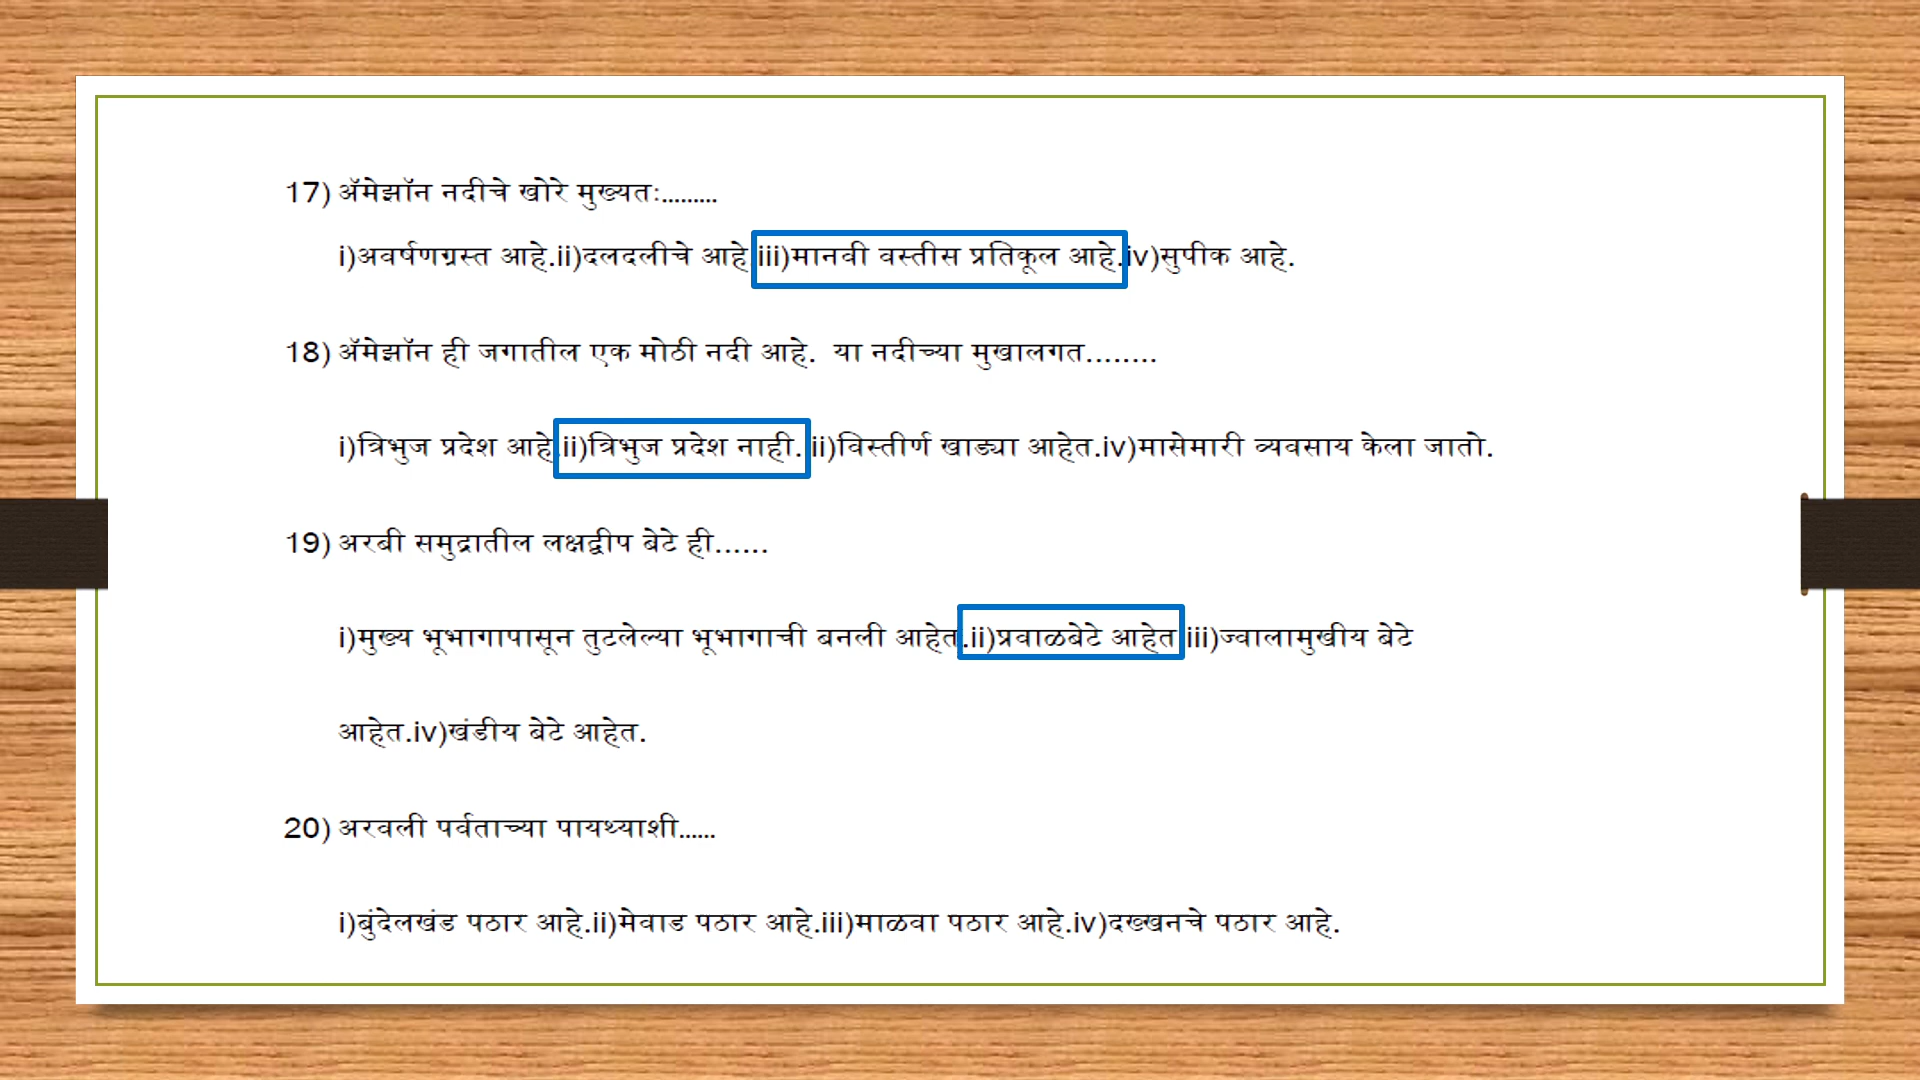 17) ॲमेझॉन नदीचे खोरे मुख्यतः.........
i)अवर्षणग्रस्त आहे.ii)दलदलीचे आहे iii)मानवी वस्तीस प्रतिकूल आहे.iv)सुपीक आहे.
18) ॲमेझॉन ही जगातील एक मोठी नदी आहे. या नदीच्या मुखालगत........
i)त्रिभुज प्रदेश आहे.ii)त्रिभुज प्रदेश नाही. ii)विस्तीर्ण खाड्या आहेत.iv)मासेमारी व्यवसाय केला जातो.
19) अरबी समुद्रातील लक्षद्वीप बेटे ही......
i)मुख्य भूभागापासून तुटलेल्या भूभागाची बनली आहेत.ii)प्रवाळबेटे आहेत iii)ज्वालामुखीय बेटे
आहेत.iv)खंडीय बेटे आहेत.
20) अरवली पर्वताच्या पायथ्याशी......
i)बुंदेलखंड पठार आहे.ii)मेवाड पठार आहे.iii)माळवा पठार आहे.iv)दख्खनचे पठार आहे.